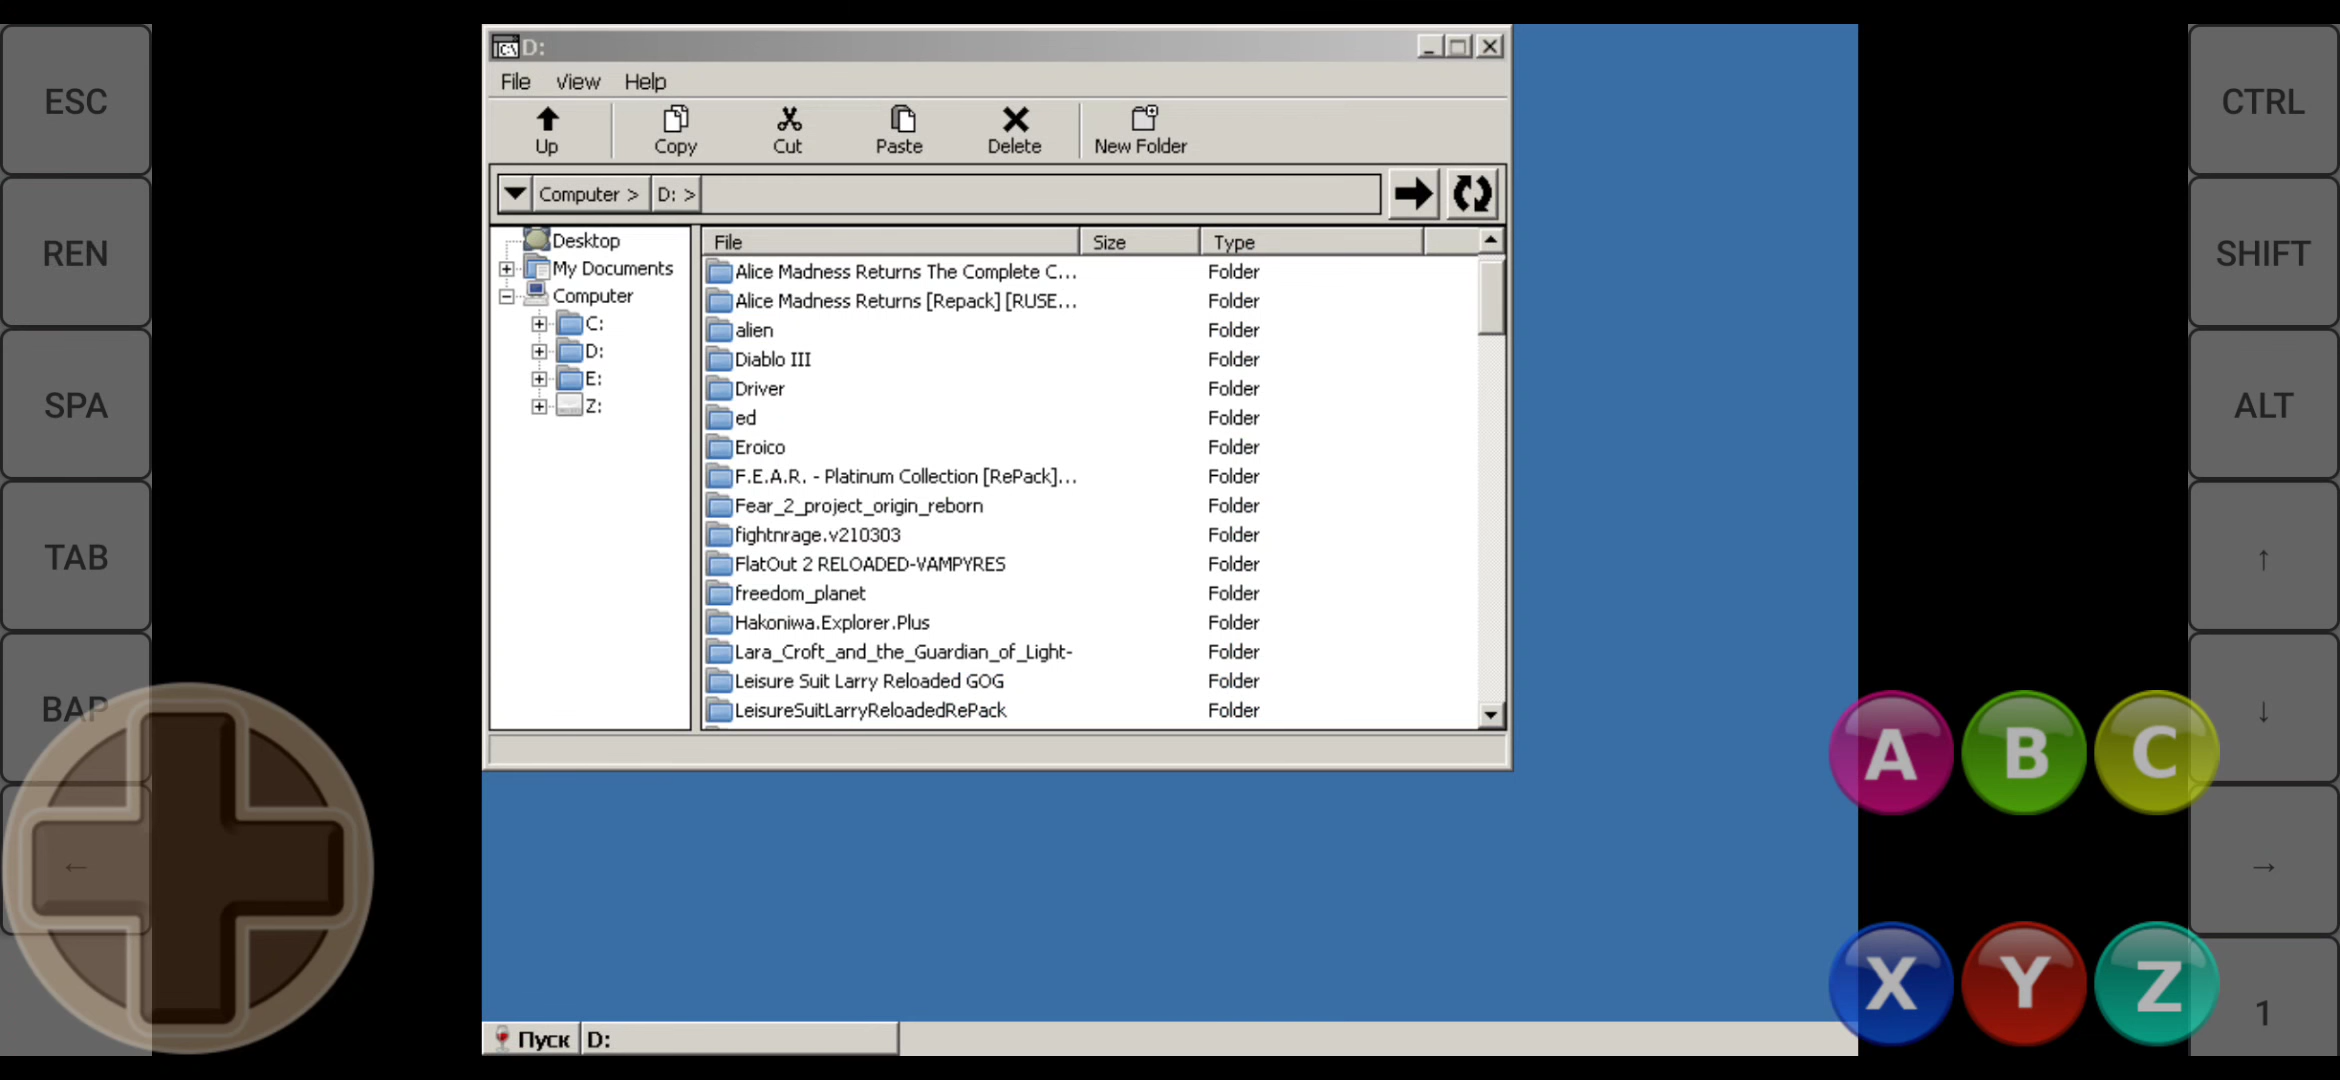 D:
File View Help
Up Copy Cut Paste Delete New Folder
Computer > D: >
Desktop
My Documents
Computer
C:
D:
E:
Z:
File Size Type
Alice Madness Returns The Complete C... Folder
Alice Madness Returns [Repack] [RUSE... Folder
alien Folder
Diablo III Folder
Driver Folder
ed Folder
Eroico Folder
F.E.A.R. - Platinum Collection [RePack]... Folder
Fear_2_project_origin_reborn Folder
fightnrage.v210303 Folder
FlatOut 2 RELOADED-VAMPYRES Folder
freedom_planet Folder
Hakoniwa.Explorer.Plus Folder
Lara_Croft_and_the_Guardian_of_Light- Folder
Leisure Suit Larry Reloaded GOG Folder
LeisureSuitLarryReloadedRePack Folder
Пуск D:
ESC
REN
SPA
TAB
BAP
←
CTRL
SHIFT
ALT
↑
↓
→
1
A B C
X Y Z